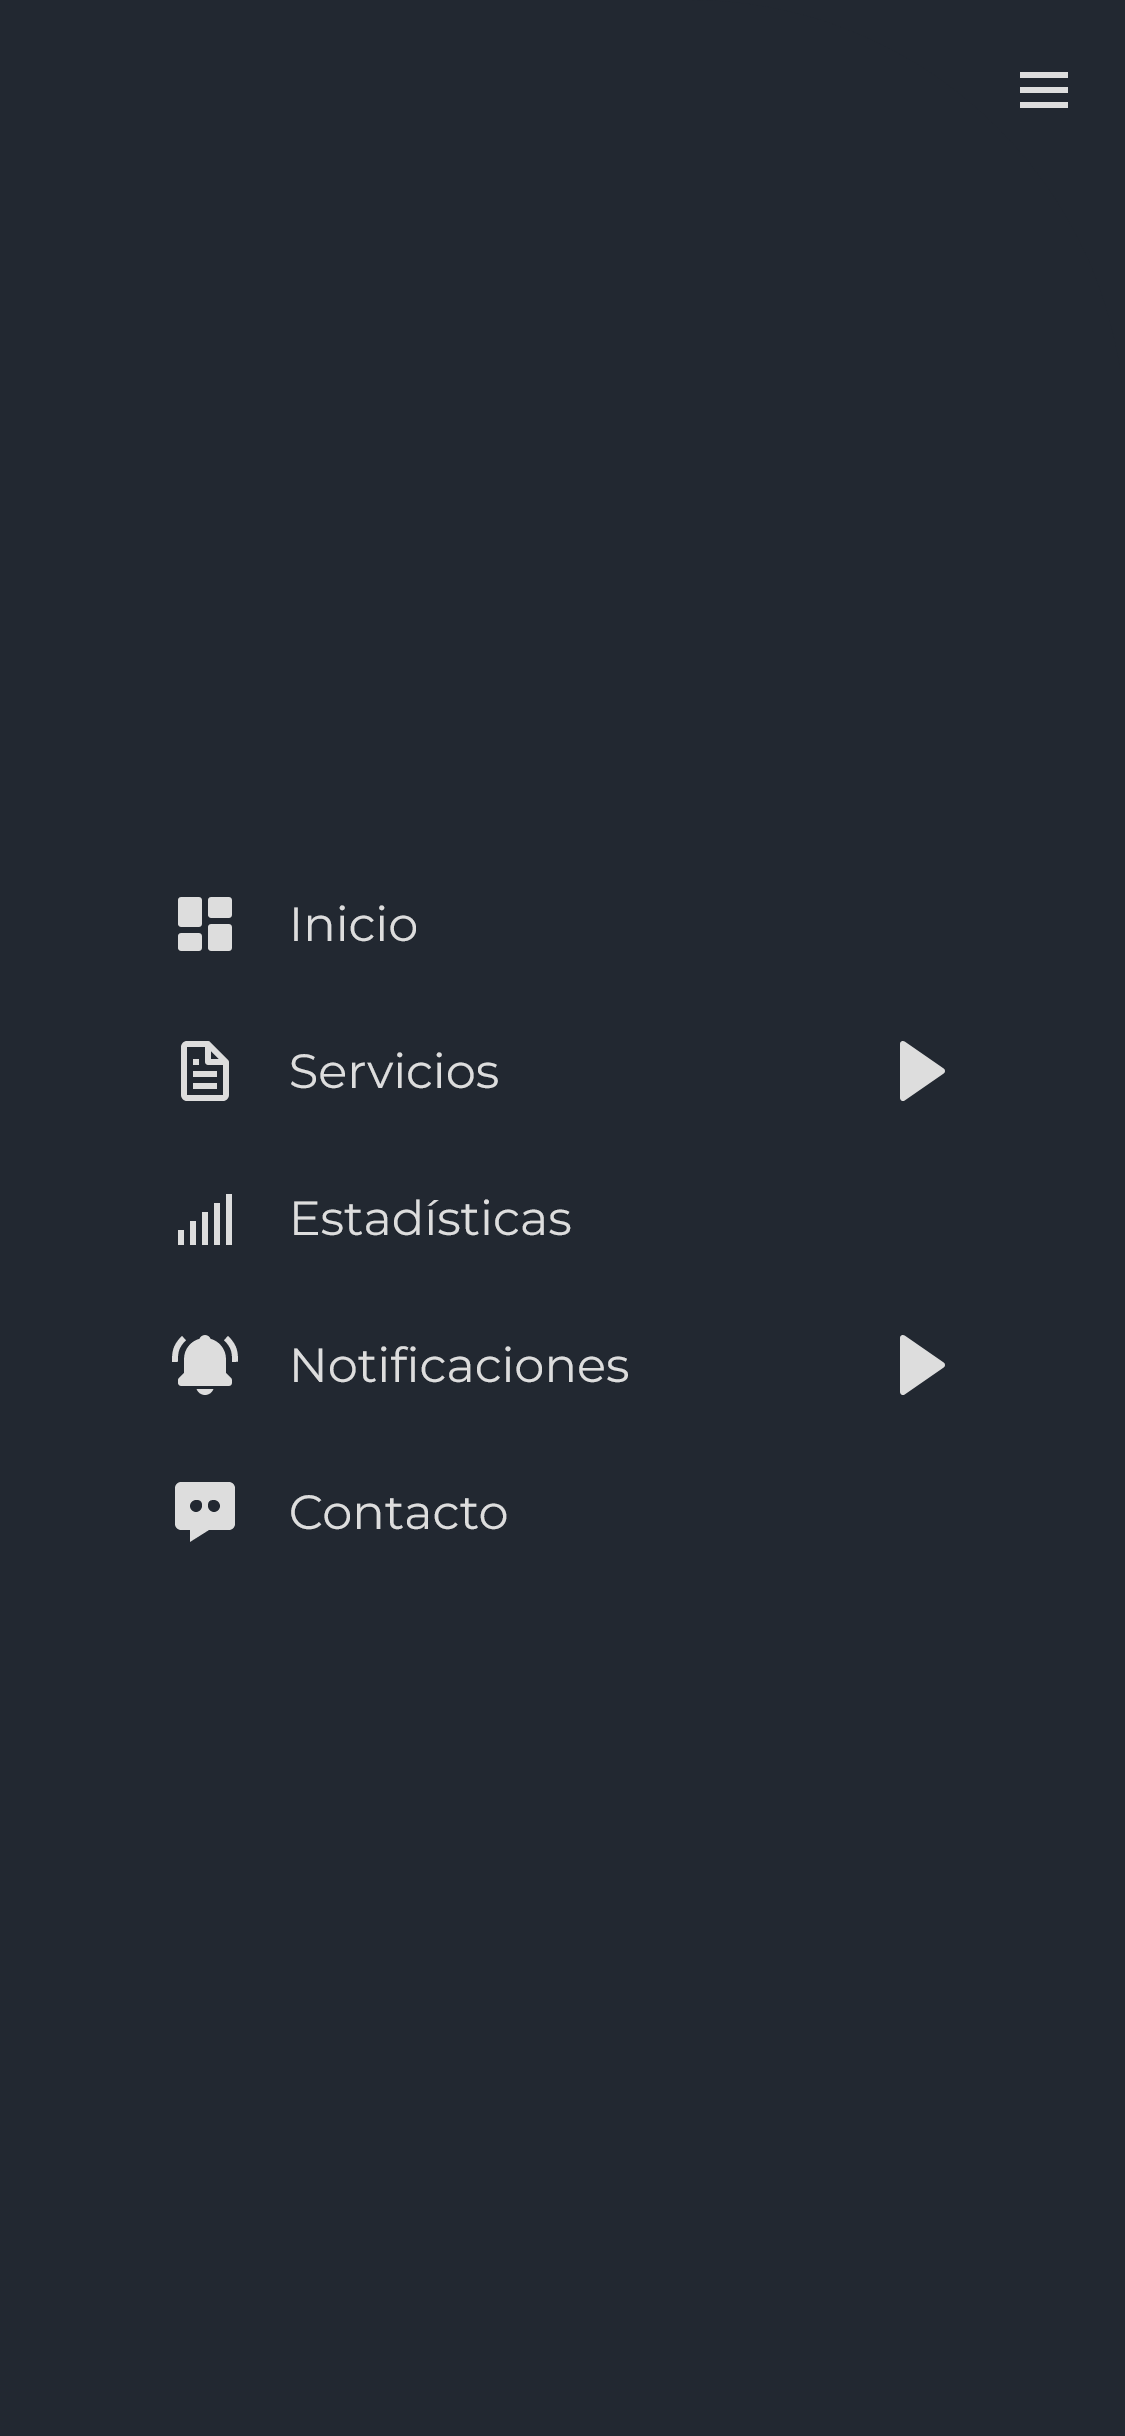 Inicio
Servicios
Estadísticas
Notificaciones
Contacto